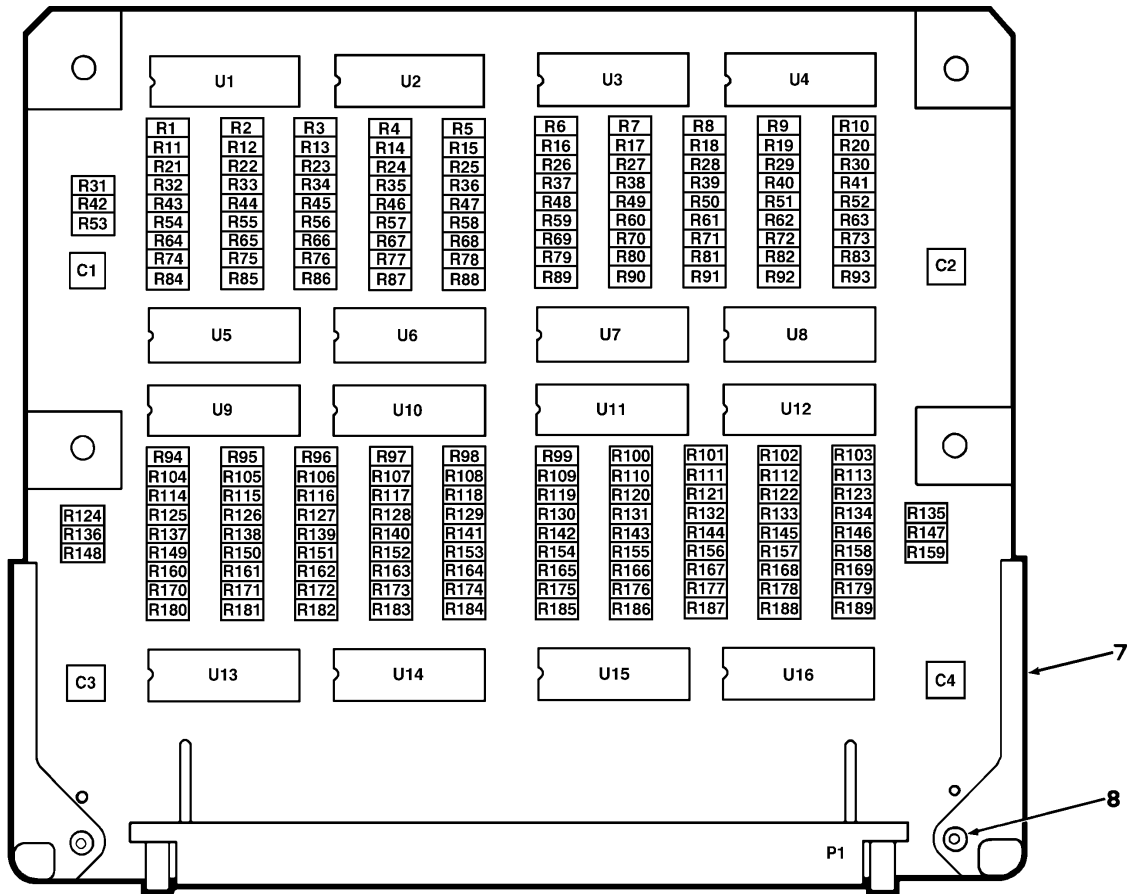 U1 U2 U3 U4
R1 R2 R3 R4 R5 R6 R7 R8 R9 R10
R11 R12 R13 R14 R15 R16 R17 R18 R19 R20
R21 R22 R23 R24 R25 R26 R27 R28 R29 R30
R31 R32 R33 R34 R35 R36 R37 R38 R39 R40 R41
R42 R43 R44 R45 R46 R47 R48 R49 R50 R51 R52
R53 R54 R55 R56 R57 R58 R59 R60 R61 R62 R63
R64 R65 R66 R67 R68 R69 R70 R71 R72 R73
C1 R74 R75 R76 R77 R78 R79 R80 R81 R82 R83 C2
R84 R85 R86 R87 R88 R89 R90 R91 R92 R93
U5 U6 U7 U8
U9 U10 U11 U12
R94 R95 R96 R97 R98 R99 R100 R101 R102 R103
R104 R105 R106 R107 R108 R109 R110 R111 R112 R113
R114 R115 R116 R117 R118 R119 R120 R121 R122 R123
R124 R125 R126 R127 R128 R129 R130 R131 R132 R133 R134 R135
R136 R137 R138 R139 R140 R141 R142 R143 R144 R145 R146 R147
R148 R149 R150 R151 R152 R153 R154 R155 R156 R157 R158 R159
R160 R161 R162 R163 R164 R165 R166 R167 R168 R169
R170 R171 R172 R173 R174 R175 R176 R177 R178 R179
R180 R181 R182 R183 R184 R185 R186 R187 R188 R189
C3 U13 U14 U15 U16 C4
7
8
P1